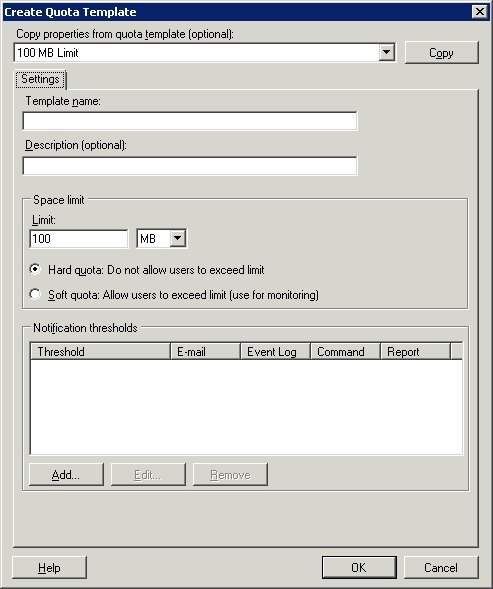 Create Quota Template
Copy properties from quota template (optional):
100 MB Limit
Copy
Settings
Template name:
Description (optional):
Space limit
Limit:
100 MB
Hard quota: Do not allow users to exceed limit
Soft quota: Allow users to exceed limit (use for monitoring)
Notification thresholds
Threshold E-mail Event Log Command Report
Add... Edit... Remove
Help OK Cancel